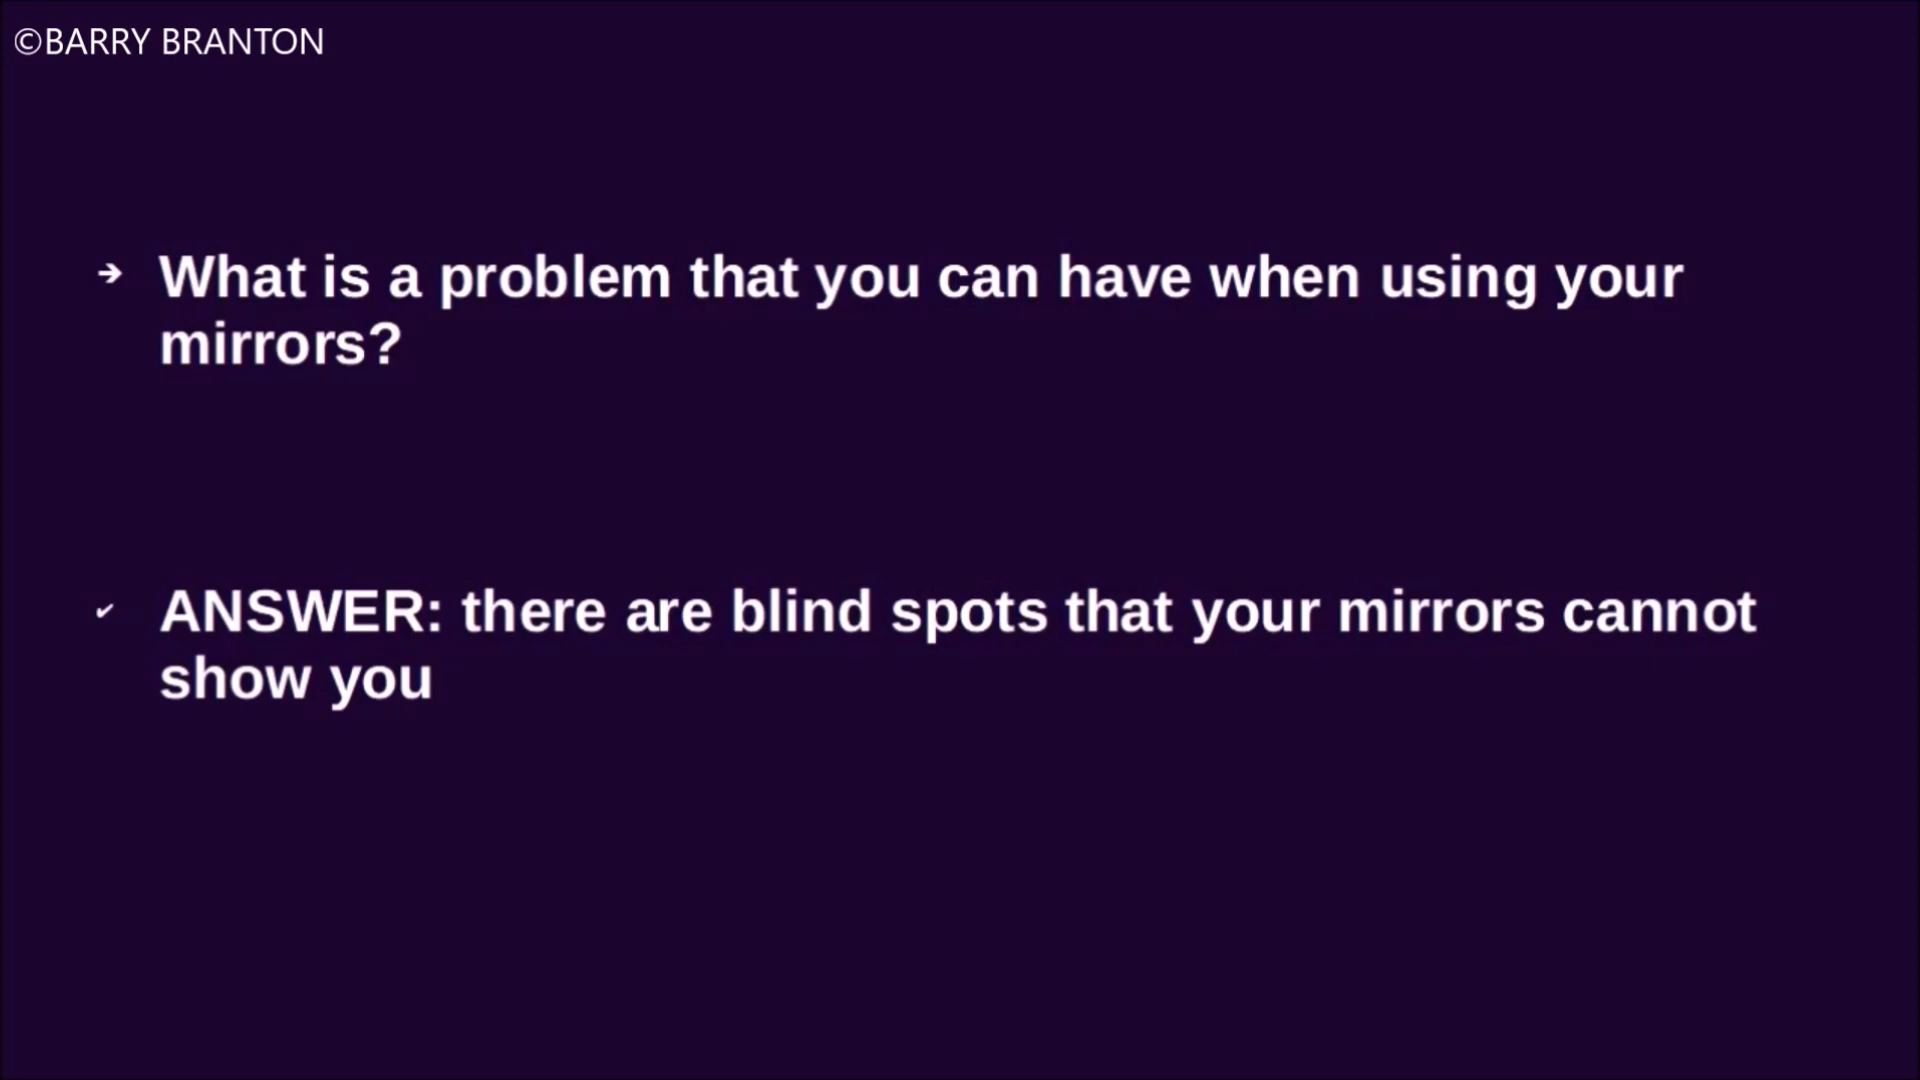 ©BARRY BRANTON
➔ What is a problem that you can have when using your
mirrors?
✔ ANSWER: there are blind spots that your mirrors cannot
show you